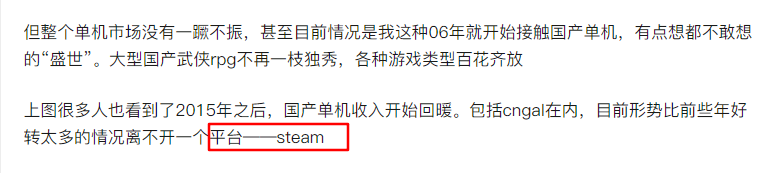 但整个单机市场没有一蹶不振，甚至目前情况是我这种06年就开始接触国产单机，有点想都不敢想
的“盛世”。大型国产武侠rpg不再一枝独秀，各种游戏类型百花齐放
上图很多人也看到了2015年之后，国产单机收入开始回暖。包括cngal在内，目前形势比前些年好
转太多的情况离不开一个平台——steam